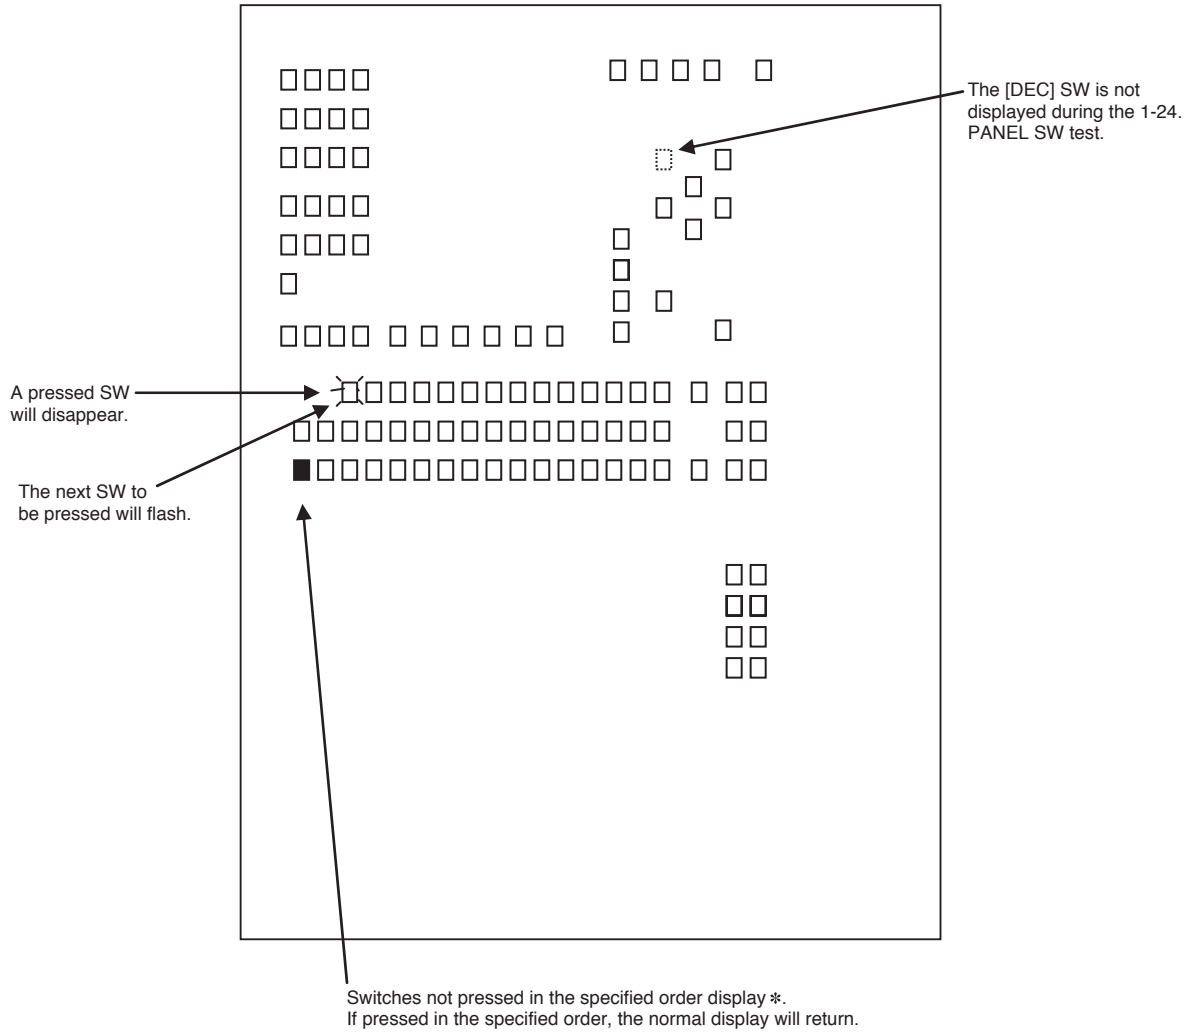 The [DEC] SW is not
displayed during the 1-24.
PANEL SW test.
A pressed SW
will disappear.
The next SW to
be pressed will flash.
Switches not pressed in the specified order display ✻.
If pressed in the specified order, the normal display will return.